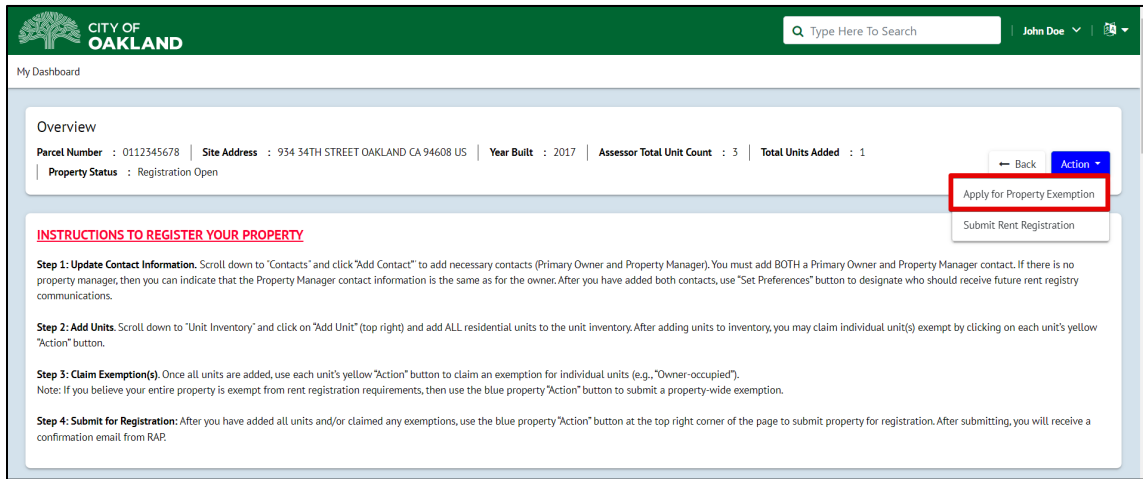 CITY OF
OAKLAND
Type Here To Search
John Doe
My Dashboard
Overview
Parcel Number : 0112345678 | Site Address : 934 34TH STREET OAKLAND CA 94608 US | Year Built : 2017 | Assessor Total Unit Count : 3 | Total Units Added : 1
| Property Status : Registration Open
← Back
Action
Apply for Property Exemption
Submit Rent Registration
INSTRUCTIONS TO REGISTER YOUR PROPERTY
Step 1: Update Contact Information. Scroll down to "Contacts" and click "Add Contact"" to add necessary contacts (Primary Owner and Property Manager). You must add BOTH a Primary Owner and Property Manager contact. If there is no
property manager, then you can indicate that the Property Manager contact information is the same as for the owner. After you have added both contacts, use "Set Preferences" button to designate who should receive future rent registry
communications.
Step 2: Add Units. Scroll down to "Unit Inventory" and click on "Add Unit" (top right) and add ALL residential units to the unit inventory. After adding units to inventory, you may claim individual unit(s) exempt by clicking on each unit's yellow
"Action" button.
Step 3: Claim Exemption(s). Once all units are added, use each unit's yellow "Action" button to claim an exemption for individual units (e.g., "Owner-occupied").
Note: If you believe your entire property is exempt from rent registration requirements, then use the blue property "Action" button to submit a property-wide exemption.
Step 4: Submit for Registration: After you have added all units and/or claimed any exemptions, use the blue property "Action" button at the top right corner of the page to submit property for registration. After submitting, you will receive a
confirmation email from RAP.